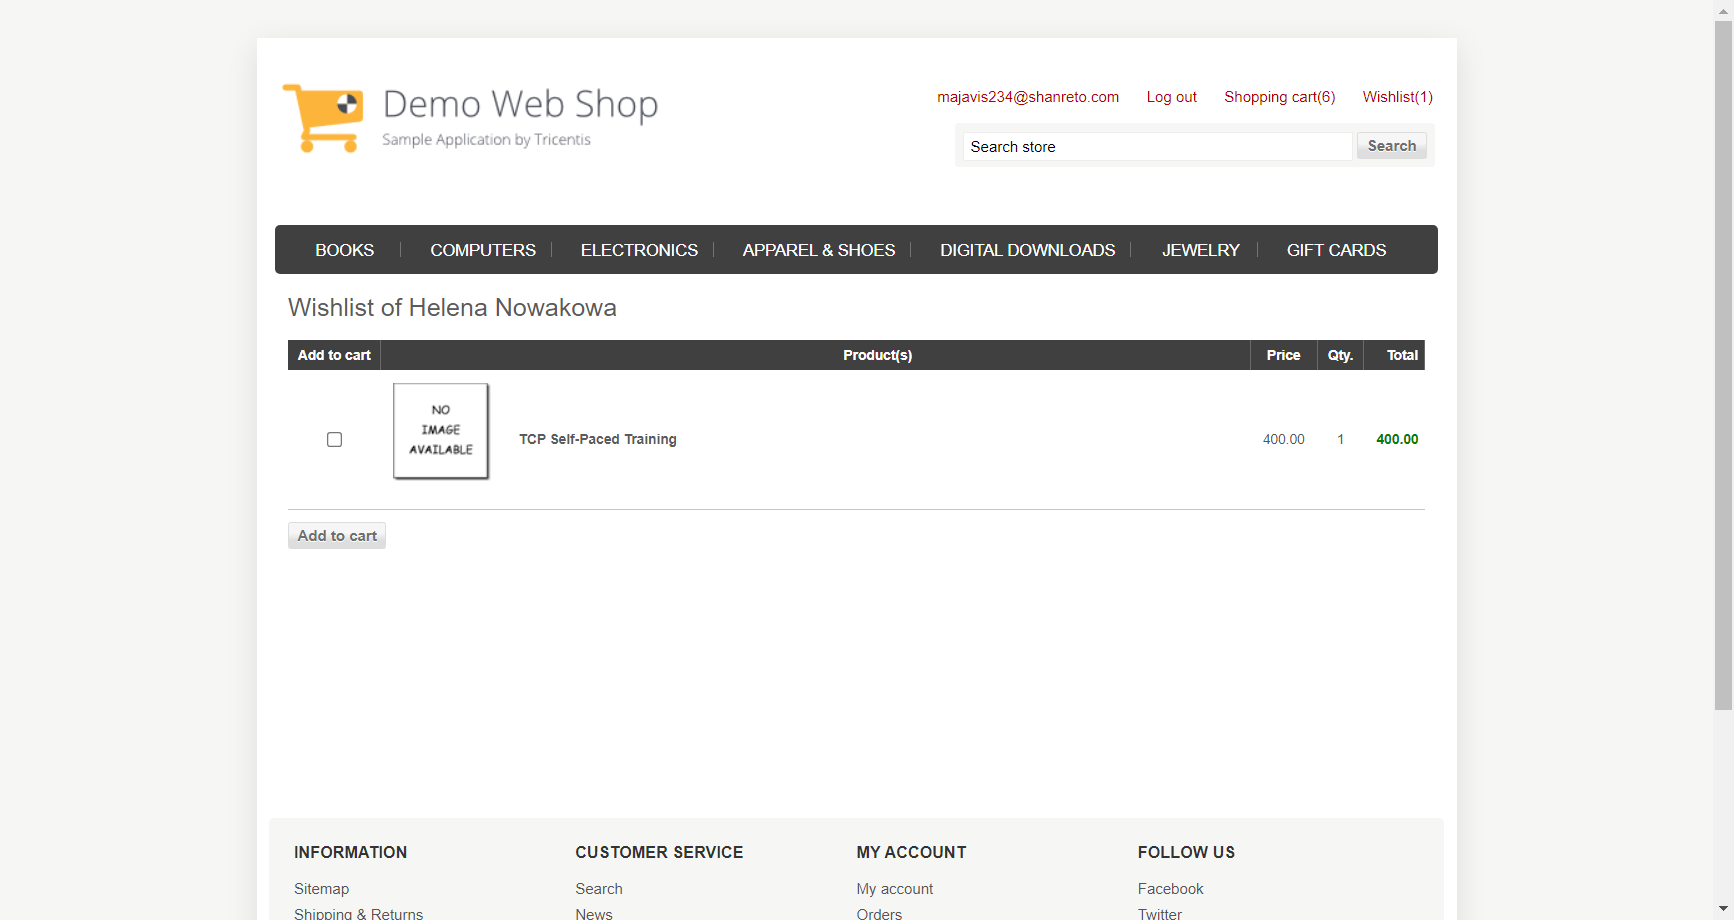 Demo Web Shop
Sample Application by Tricentis
majavis234@shanreto.com Log out Shopping cart(6) Wishlist(1)
Search store Search
BOOKS COMPUTERS ELECTRONICS APPAREL & SHOES DIGITAL DOWNLOADS JEWELRY GIFT CARDS
Wishlist of Helena Nowakowa
Add to cart Product(s) Price Qty. Total
NO
IMAGE
AVAILABLE
TCP Self-Paced Training 400.00 1 400.00
Add to cart
INFORMATION CUSTOMER SERVICE MY ACCOUNT FOLLOW US
Sitemap Search My account Facebook
Shipping & Returns News Orders Twitter